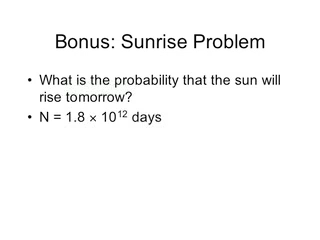 Bonus: Sunrise Problem
• What is the probability that the sun will
rise tomorrow?
• N = 1.8 × 10¹² days